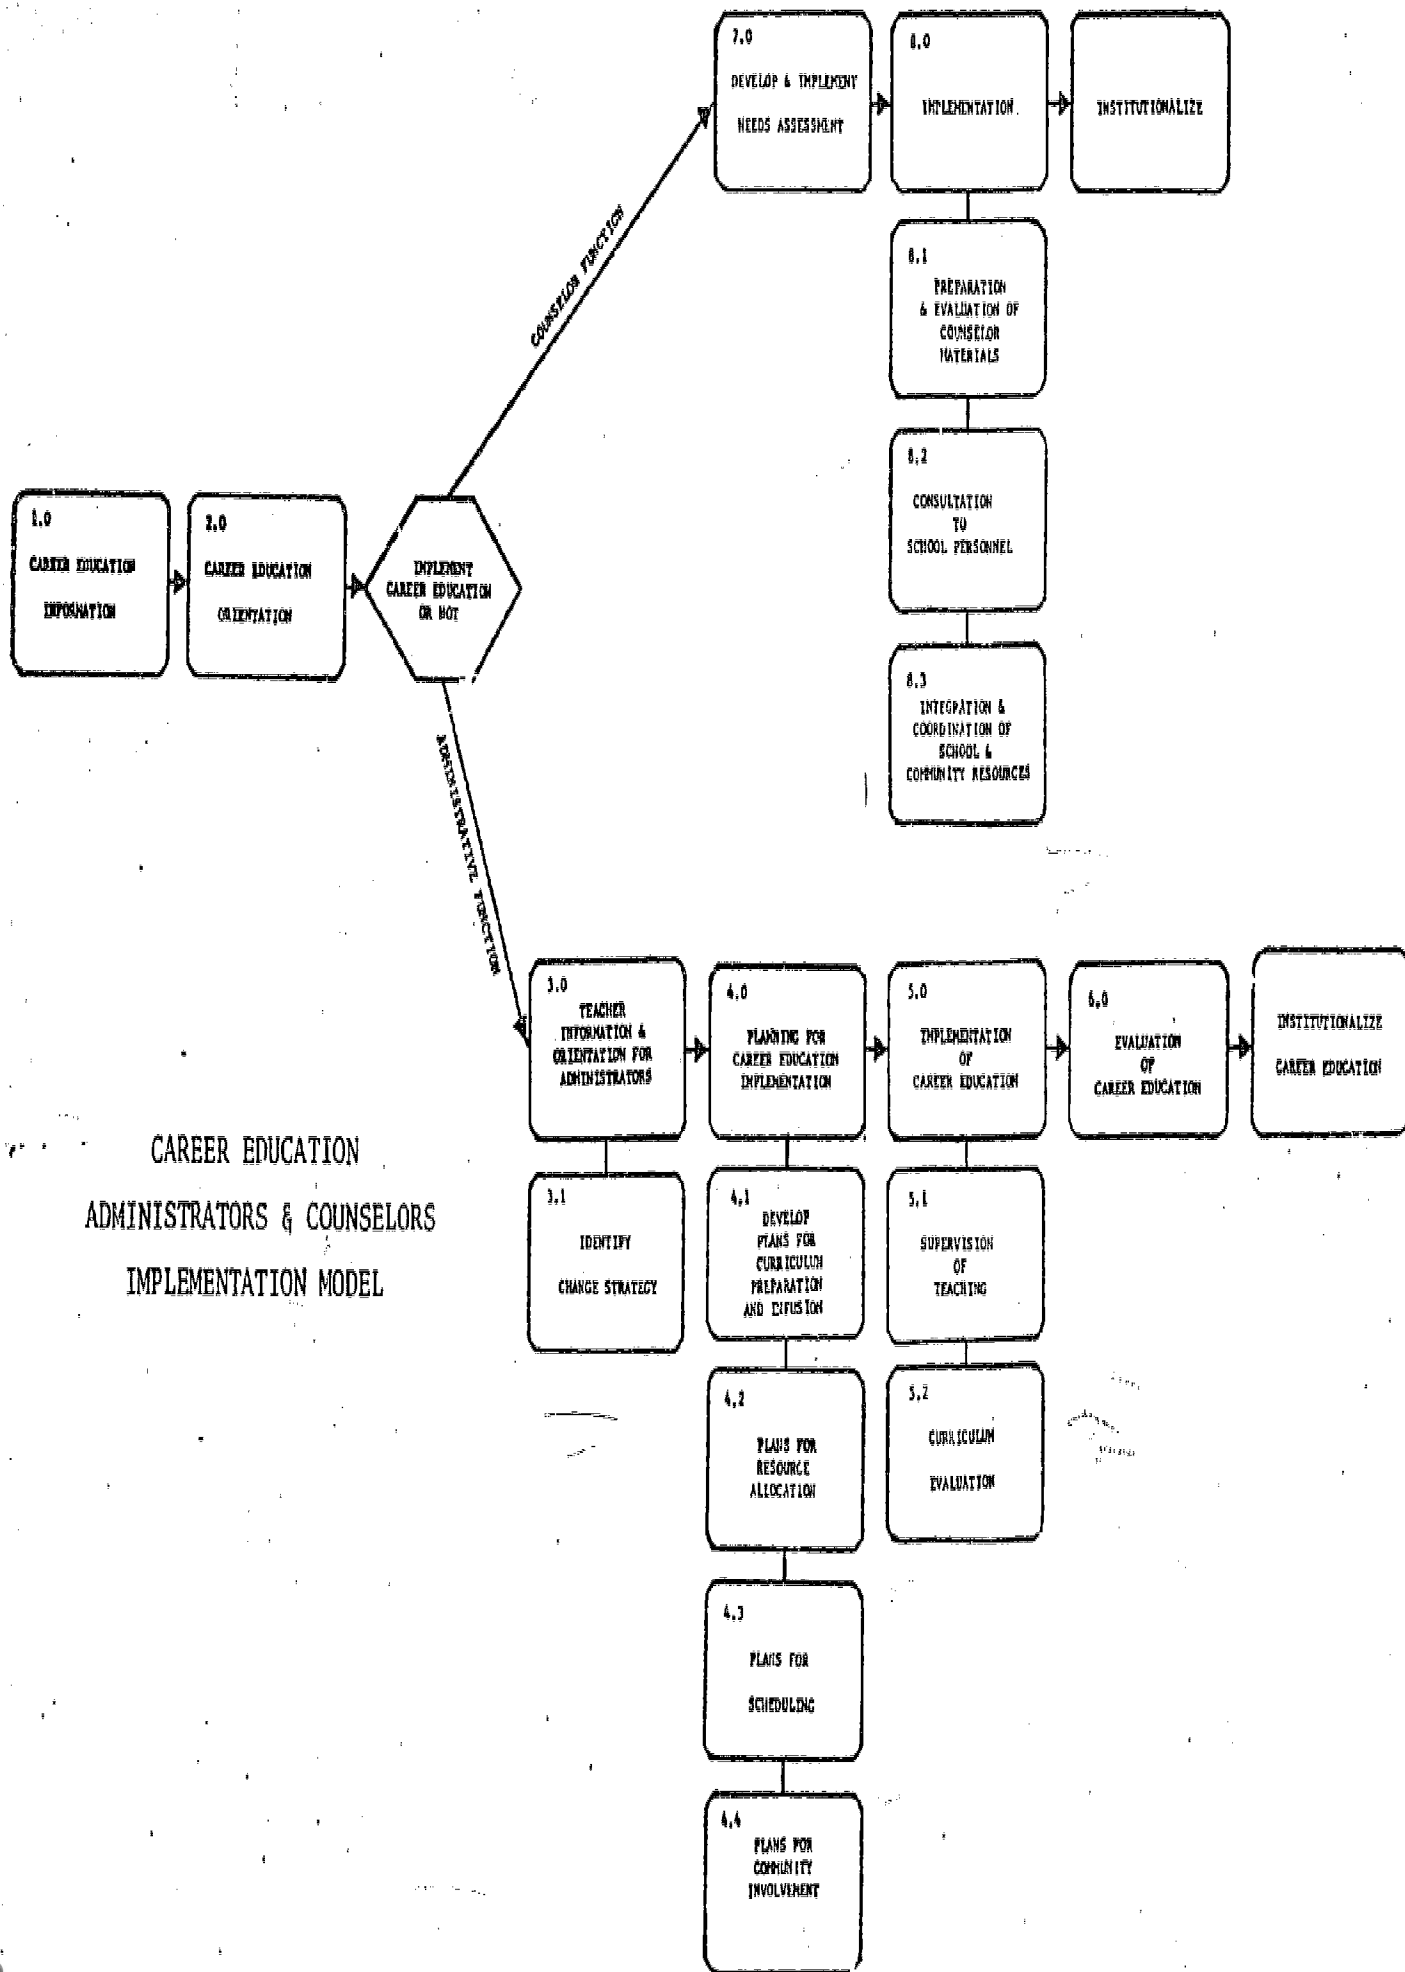 7.0
DEVELOP & IMPLEMENT
NEEDS ASSESSMENT
8.0
IMPLEMENTATION
INSTITUTIONALIZE
COUNSELOR FUNCTION
8.1
PREPARATION
& EVALUATION OF
COUNSELOR
MATERIALS
8.2
CONSULTATION
TO
SCHOOL PERSONNEL
8.3
INTEGRATION &
COORDINATION OF
SCHOOL &
COMMUNITY RESOURCES
1.0
CAREER EDUCATION
INFORMATION
2.0
CAREER EDUCATION
ORIENTATION
IMPLEMENT
CAREER EDUCATION
OR NOT
ADMINISTRATIVE FUNCTION
3.0
TEACHER
INFORMATION &
ORIENTATION FOR
ADMINISTRATORS
3.1
IDENTIFY
CHANGE STRATEGY
4.0
PLANNING FOR
CAREER EDUCATION
IMPLEMENTATION
4.1
DEVELOP
PLANS FOR
CURRICULUM
PREPARATION
AND DIFUSION
4.2
PLANS FOR
RESOURCE
ALLOCATION
4.3
PLANS FOR
SCHEDULING
4.4
PLANS FOR
COMMUNITY
INVOLVEMENT
5.0
IMPLEMENTATION
OF
CAREER EDUCATION
5.1
SUPERVISION
OF
TEACHING
5.2
CURRICULUM
EVALUATION
6.0
EVALUATION
OF
CAREER EDUCATION
INSTITUTIONALIZE
CAREER EDUCATION
CAREER EDUCATION
ADMINISTRATORS & COUNSELORS
IMPLEMENTATION MODEL